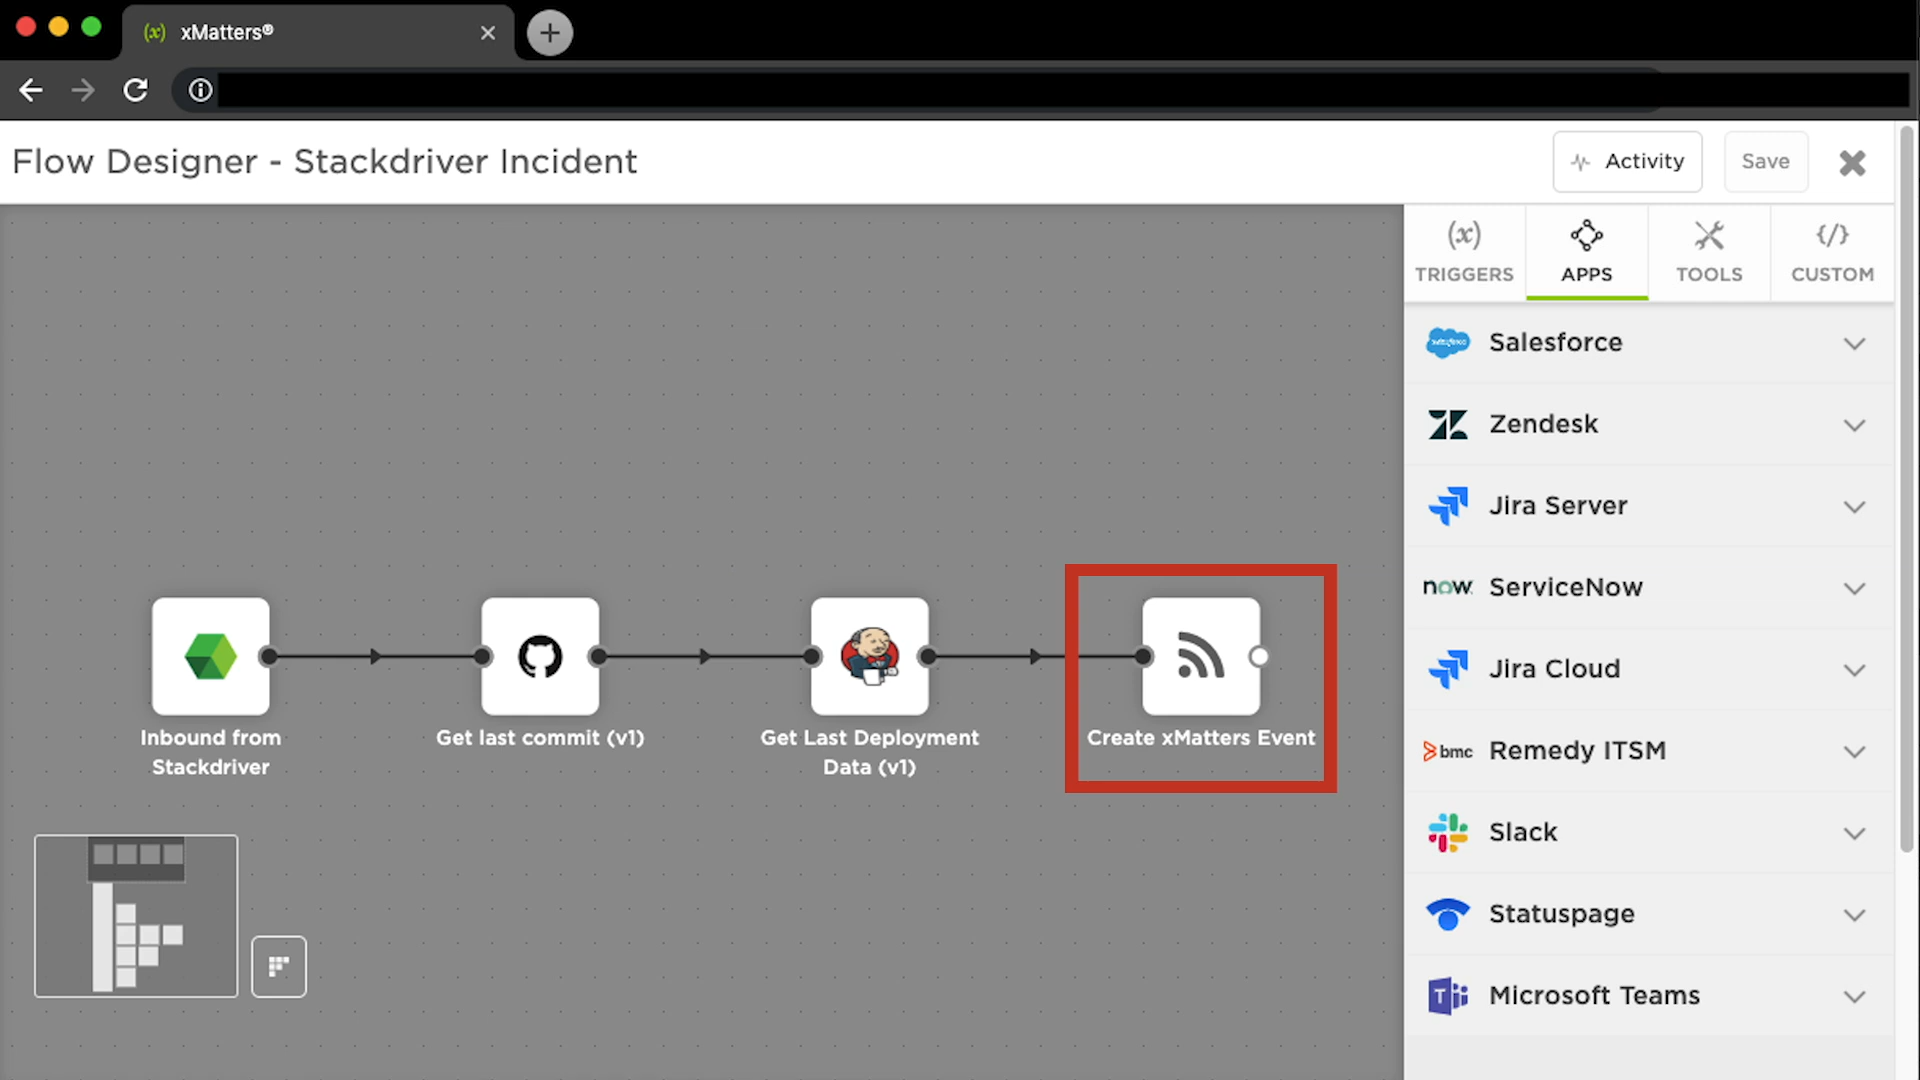 xMatters®
Flow Designer - Stackdriver Incident
Activity
Save
(x)
TRIGGERS
APPS
TOOLS
{/}
CUSTOM
salesforce
Salesforce
Zendesk
Jira Server
now.
ServiceNow
Jira Cloud
bmc
Remedy ITSM
Slack
Statuspage
T
Microsoft Teams
Inbound from
Stackdriver
Get last commit (v1)
Get Last Deployment
Data (v1)
Create xMatters Event